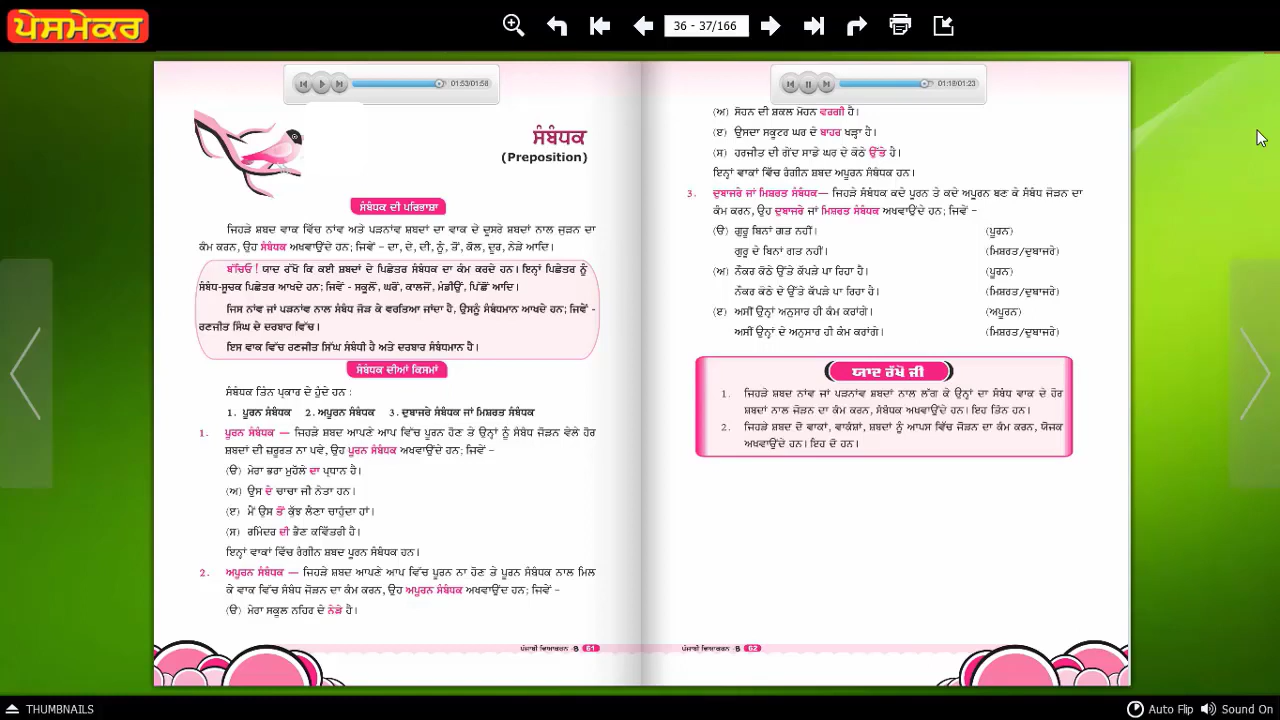 ਪੇਸਮੇਕਰ
36 - 37/166
01:53/01:58
ਸੰਬੰਧਕ
(Preposition)
ਸੰਬੰਧਕ ਦੀ ਪਰਿਭਾਸ਼ਾ
ਜਿਹੜੇ ਸ਼ਬਦ ਵਾਕ ਵਿੱਚ ਨਾਂਵ ਅਤੇ ਪੜਨਾਂਵ ਸ਼ਬਦਾਂ ਦਾ ਵਾਕ ਦੇ ਦੂਸਰੇ ਸ਼ਬਦਾਂ ਨਾਲ ਜੁੜਨ ਦਾ
ਕੰਮ ਕਰਨ, ਉਹ ਸੰਬੰਧਕ ਅਖਵਾਉਂਦੇ ਹਨ; ਜਿਵੇਂ – ਦਾ, ਦੇ, ਦੀ, ਨੂੰ, ਤੋਂ, ਕੋਲ, ਦੂਰ, ਨੇੜੇ ਆਦਿ।
ਬੱਚਿਓ ! ਯਾਦ ਰੱਖੋ ਕਿ ਕਈ ਸ਼ਬਦਾਂ ਦੇ ਪਿਛੇਤਰ ਸੰਬੰਧਕ ਦਾ ਕੰਮ ਕਰਦੇ ਹਨ। ਇਨ੍ਹਾਂ ਪਿਛੇਤਰ ਨੂੰ
ਸੰਬੰਧ-ਸੂਚਕ ਪਿਛੇਤਰ ਆਖਦੇ ਹਨ; ਜਿਵੇਂ - ਸਕੂਲੋਂ, ਘਰੋਂ, ਕਾਲਜੋਂ, ਮੰਡੀਉਂ, ਪਿੱਛੋਂ ਆਦਿ।
ਜਿਸ ਨਾਂਵ ਜਾਂ ਪੜਨਾਂਵ ਨਾਲ ਸੰਬੰਧ ਜੋੜ ਕੇ ਵਰਤਿਆ ਜਾਂਦਾ ਹੈ, ਉਸਨੂੰ ਸੰਬੰਧਮਾਨ ਆਖਦੇ ਹਨ; ਜਿਵੇਂ -
ਰਣਜੀਤ ਸਿੰਘ ਦੇ ਦਰਬਾਰ ਵਿੱਚ।
ਇਸ ਵਾਕ ਵਿੱਚ ਰਣਜੀਤ ਸਿੰਘ ਸੰਬੰਧੀ ਹੈ ਅਤੇ ਦਰਬਾਰ ਸੰਬੰਧਮਾਨ ਹੈ।
ਸੰਬੰਧਕ ਦੀਆਂ ਕਿਸਮਾਂ
ਸੰਬੰਧਕ ਤਿੰਨ ਪ੍ਰਕਾਰ ਦੇ ਹੁੰਦੇ ਹਨ :
1. ਪੂਰਨ ਸੰਬੰਧਕ 2. ਅਪੂਰਨ ਸੰਬੰਧਕ 3. ਦੁਬਾਜਰੇ ਸੰਬੰਧਕ ਜਾਂ ਮਿਸ਼ਰਤ ਸੰਬੰਧਕ
1. ਪੂਰਨ ਸੰਬੰਧਕ — ਜਿਹੜੇ ਸ਼ਬਦ ਆਪਣੇ ਆਪ ਵਿੱਚ ਪੂਰਨ ਹੋਣ ਤੇ ਉਨ੍ਹਾਂ ਨੂੰ ਸੰਬੰਧ ਜੋੜਨ ਵੇਲੇ ਹੋਰ
ਸ਼ਬਦਾਂ ਦੀ ਜ਼ਰੂਰਤ ਨਾ ਪਵੇ, ਉਹ ਪੂਰਨ ਸੰਬੰਧਕ ਅਖਵਾਉਂਦੇ ਹਨ; ਜਿਵੇਂ –
(ੳ) ਮੇਰਾ ਭਰਾ ਮੁਹੱਲੇ ਦਾ ਪ੍ਰਧਾਨ ਹੈ।
(ਅ) ਉਸ ਦੇ ਚਾਚਾ ਜੀ ਨੇਤਾ ਹਨ।
(ੲ) ਮੈਂ ਉਸ ਤੋਂ ਕੁੱਝ ਲੈਣਾ ਚਾਹੁੰਦਾ ਹਾਂ।
(ਸ) ਰਮਿੰਦਰ ਦੀ ਭੈਣ ਕਵਿੱਤਰੀ ਹੈ।
ਇਨ੍ਹਾਂ ਵਾਕਾਂ ਵਿੱਚ ਰੰਗੀਨ ਸ਼ਬਦ ਪੂਰਨ ਸੰਬੰਧਕ ਹਨ।
2. ਅਪੂਰਨ ਸੰਬੰਧਕ — ਜਿਹੜੇ ਸ਼ਬਦ ਆਪਣੇ ਆਪ ਵਿੱਚ ਪੂਰਨ ਨਾ ਹੋਣ ਤੇ ਪੂਰਨ ਸੰਬੰਧਕ ਨਾਲ ਮਿਲ
ਕੇ ਵਾਕ ਵਿੱਚ ਸੰਬੰਧ ਜੋੜਨ ਦਾ ਕੰਮ ਕਰਨ, ਉਹ ਅਪੂਰਨ ਸੰਬੰਧਕ ਅਖਵਾਉਂਦੇ ਹਨ; ਜਿਵੇਂ –
(ੳ) ਮੇਰਾ ਸਕੂਲ ਨਹਿਰ ਦੇ ਨੇੜੇ ਹੈ।
ਪੰਜਾਬੀ ਵਿਆਕਰਨ - 8 61
01:18/01:23
(ਅ) ਸੋਹਨ ਦੀ ਸ਼ਕਲ ਮੋਹਨ ਵਰਗੀ ਹੈ।
(ੲ) ਉਸਦਾ ਸਕੂਟਰ ਘਰ ਦੇ ਬਾਹਰ ਖੜ੍ਹਾ ਹੈ।
(ਸ) ਹਰਜੀਤ ਦੀ ਗੇਂਦ ਸਾਡੇ ਘਰ ਦੇ ਕੋਠੇ ਉੱਤੇ ਹੈ।
ਇਨ੍ਹਾਂ ਵਾਕਾਂ ਵਿੱਚ ਰੰਗੀਨ ਸ਼ਬਦ ਅਪੂਰਨ ਸੰਬੰਧਕ ਹਨ।
3. ਦੁਬਾਜਰੇ ਜਾਂ ਮਿਸ਼ਰਤ ਸੰਬੰਧਕ— ਜਿਹੜੇ ਸੰਬੰਧਕ ਕਦੇ ਪੂਰਨ ਤੇ ਕਦੇ ਅਪੂਰਨ ਬਣ ਕੇ ਸੰਬੰਧ ਜੋੜਨ ਦਾ
ਕੰਮ ਕਰਨ, ਉਹ ਦੁਬਾਜਰੇ ਜਾਂ ਮਿਸ਼ਰਤ ਸੰਬੰਧਕ ਅਖਵਾਉਂਦੇ ਹਨ; ਜਿਵੇਂ –
(ੳ) ਗੁਰੂ ਬਿਨਾਂ ਗਤ ਨਹੀਂ। (ਪੂਰਨ)
ਗੁਰੂ ਦੇ ਬਿਨਾਂ ਗਤ ਨਹੀਂ। (ਮਿਸ਼ਰਤ/ਦੁਬਾਜਰੇ)
(ਅ) ਨੌਕਰ ਕੋਠੇ ਉੱਤੇ ਕੱਪੜੇ ਪਾ ਰਿਹਾ ਹੈ। (ਪੂਰਨ)
ਨੌਕਰ ਕੋਠੇ ਦੇ ਉੱਤੇ ਕੱਪੜੇ ਪਾ ਰਿਹਾ ਹੈ। (ਮਿਸ਼ਰਤ/ਦੁਬਾਜਰੇ)
(ੲ) ਅਸੀਂ ਉਨ੍ਹਾਂ ਅਨੁਸਾਰ ਹੀ ਕੰਮ ਕਰਾਂਗੇ। (ਅਪੂਰਨ)
ਅਸੀਂ ਉਨ੍ਹਾਂ ਦੇ ਅਨੁਸਾਰ ਹੀ ਕੰਮ ਕਰਾਂਗੇ। (ਮਿਸ਼ਰਤ/ਦੁਬਾਜਰੇ)
ਯਾਦ ਰੱਖੋ ਜੀ
1. ਜਿਹੜੇ ਸ਼ਬਦ ਨਾਂਵ ਜਾਂ ਪੜਨਾਂਵ ਸ਼ਬਦਾਂ ਨਾਲ ਲੱਗ ਕੇ ਉਨ੍ਹਾਂ ਦਾ ਸੰਬੰਧ ਵਾਕ ਦੇ ਹੋਰ
ਸ਼ਬਦਾਂ ਨਾਲ ਜੋੜਨ ਦਾ ਕੰਮ ਕਰਨ, ਸੰਬੰਧਕ ਅਖਵਾਉਂਦੇ ਹਨ। ਇਹ ਤਿੰਨ ਹਨ।
2. ਜਿਹੜੇ ਸ਼ਬਦ ਦੋ ਵਾਕਾਂ, ਵਾਕੰਸ਼ਾਂ, ਸ਼ਬਦਾਂ ਨੂੰ ਆਪਸ ਵਿੱਚ ਜੋੜਨ ਦਾ ਕੰਮ ਕਰਨ, ਯੋਜਕ
ਅਖਵਾਉਂਦੇ ਹਨ। ਇਹ ਦੋ ਹਨ।
ਪੰਜਾਬੀ ਵਿਆਕਰਨ - 8 62
THUMBNAILS
Auto Flip
Sound On